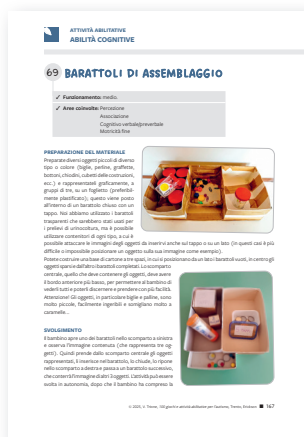 ATTIVITÀ ABILITATIVE
ABILITÀ COGNITIVE
69 BARATTOLI DI ASSEMBLAGGIO
✓ Funzionamento: medio
✓ Aree coinvolte: Percezione
Associazione
Cognitivo verbale/preverbale
Motricità fine
PREPARAZIONE DEL MATERIALE
Preparate diversi oggetti piccoli di diverso
tipo o colore (biglie, perline, graffette,
bottoni, chiodini, cubetti delle costruzioni,
ecc.) e rappresentateli graficamente, a
gruppi di tre, su un foglietto (preferibil-
mente plastificato); questo viene posto
all'interno di un barattolo chiuso con un
tappo. Noi abbiamo utilizzato i barattoli
trasparenti che sarebbero stati usati per
i prelievi di urinocoltura, ma è possibile
utilizzare contenitori di ogni tipo, a cui è
possibile attaccare le immagini degli oggetti da inserirvi anche sul tappo o su un lato (in questi casi è più
difficile o impossibile posizionare un oggetto sulla sua immagine come esempio).
Potete costruire una base di cartone a tre spazi, in cui si posizionano da un lato i barattoli vuoti, in centro gli
oggetti sparsi e dall'altro i barattoli completati. Lo scomparto
centrale, quello che deve contenere gli oggetti, deve avere
il bordo anteriore più basso, per permettere al bambino di
vederli tutti e poterli discernere e prendere con più facilità.
Attenzione! Gli oggetti, in particolare biglie e palline, sono
molto piccole, facilmente ingeribili e somigliano molto a
caramelle...
SVOLGIMENTO
Il bambino apre uno dei barattoli nello scomparto a sinistra
e osserva l'immagine contenuta (che rappresenta tre og-
getti). Quindi prende dallo scomparto centrale gli oggetti
rappresentati, li inserisce nel barattolo, lo chiude, lo ripone
nello scomparto a destra e passa a un barattolo successivo,
che conterrà l'immagine di altri 3 oggetti. L'attività può essere
svolta in autonomia, dopo che il bambino ha compreso la
© 2021, V. Tirone, 100 giochi e attività abilitative per l'autismo, Trento, Erickson ■ 167